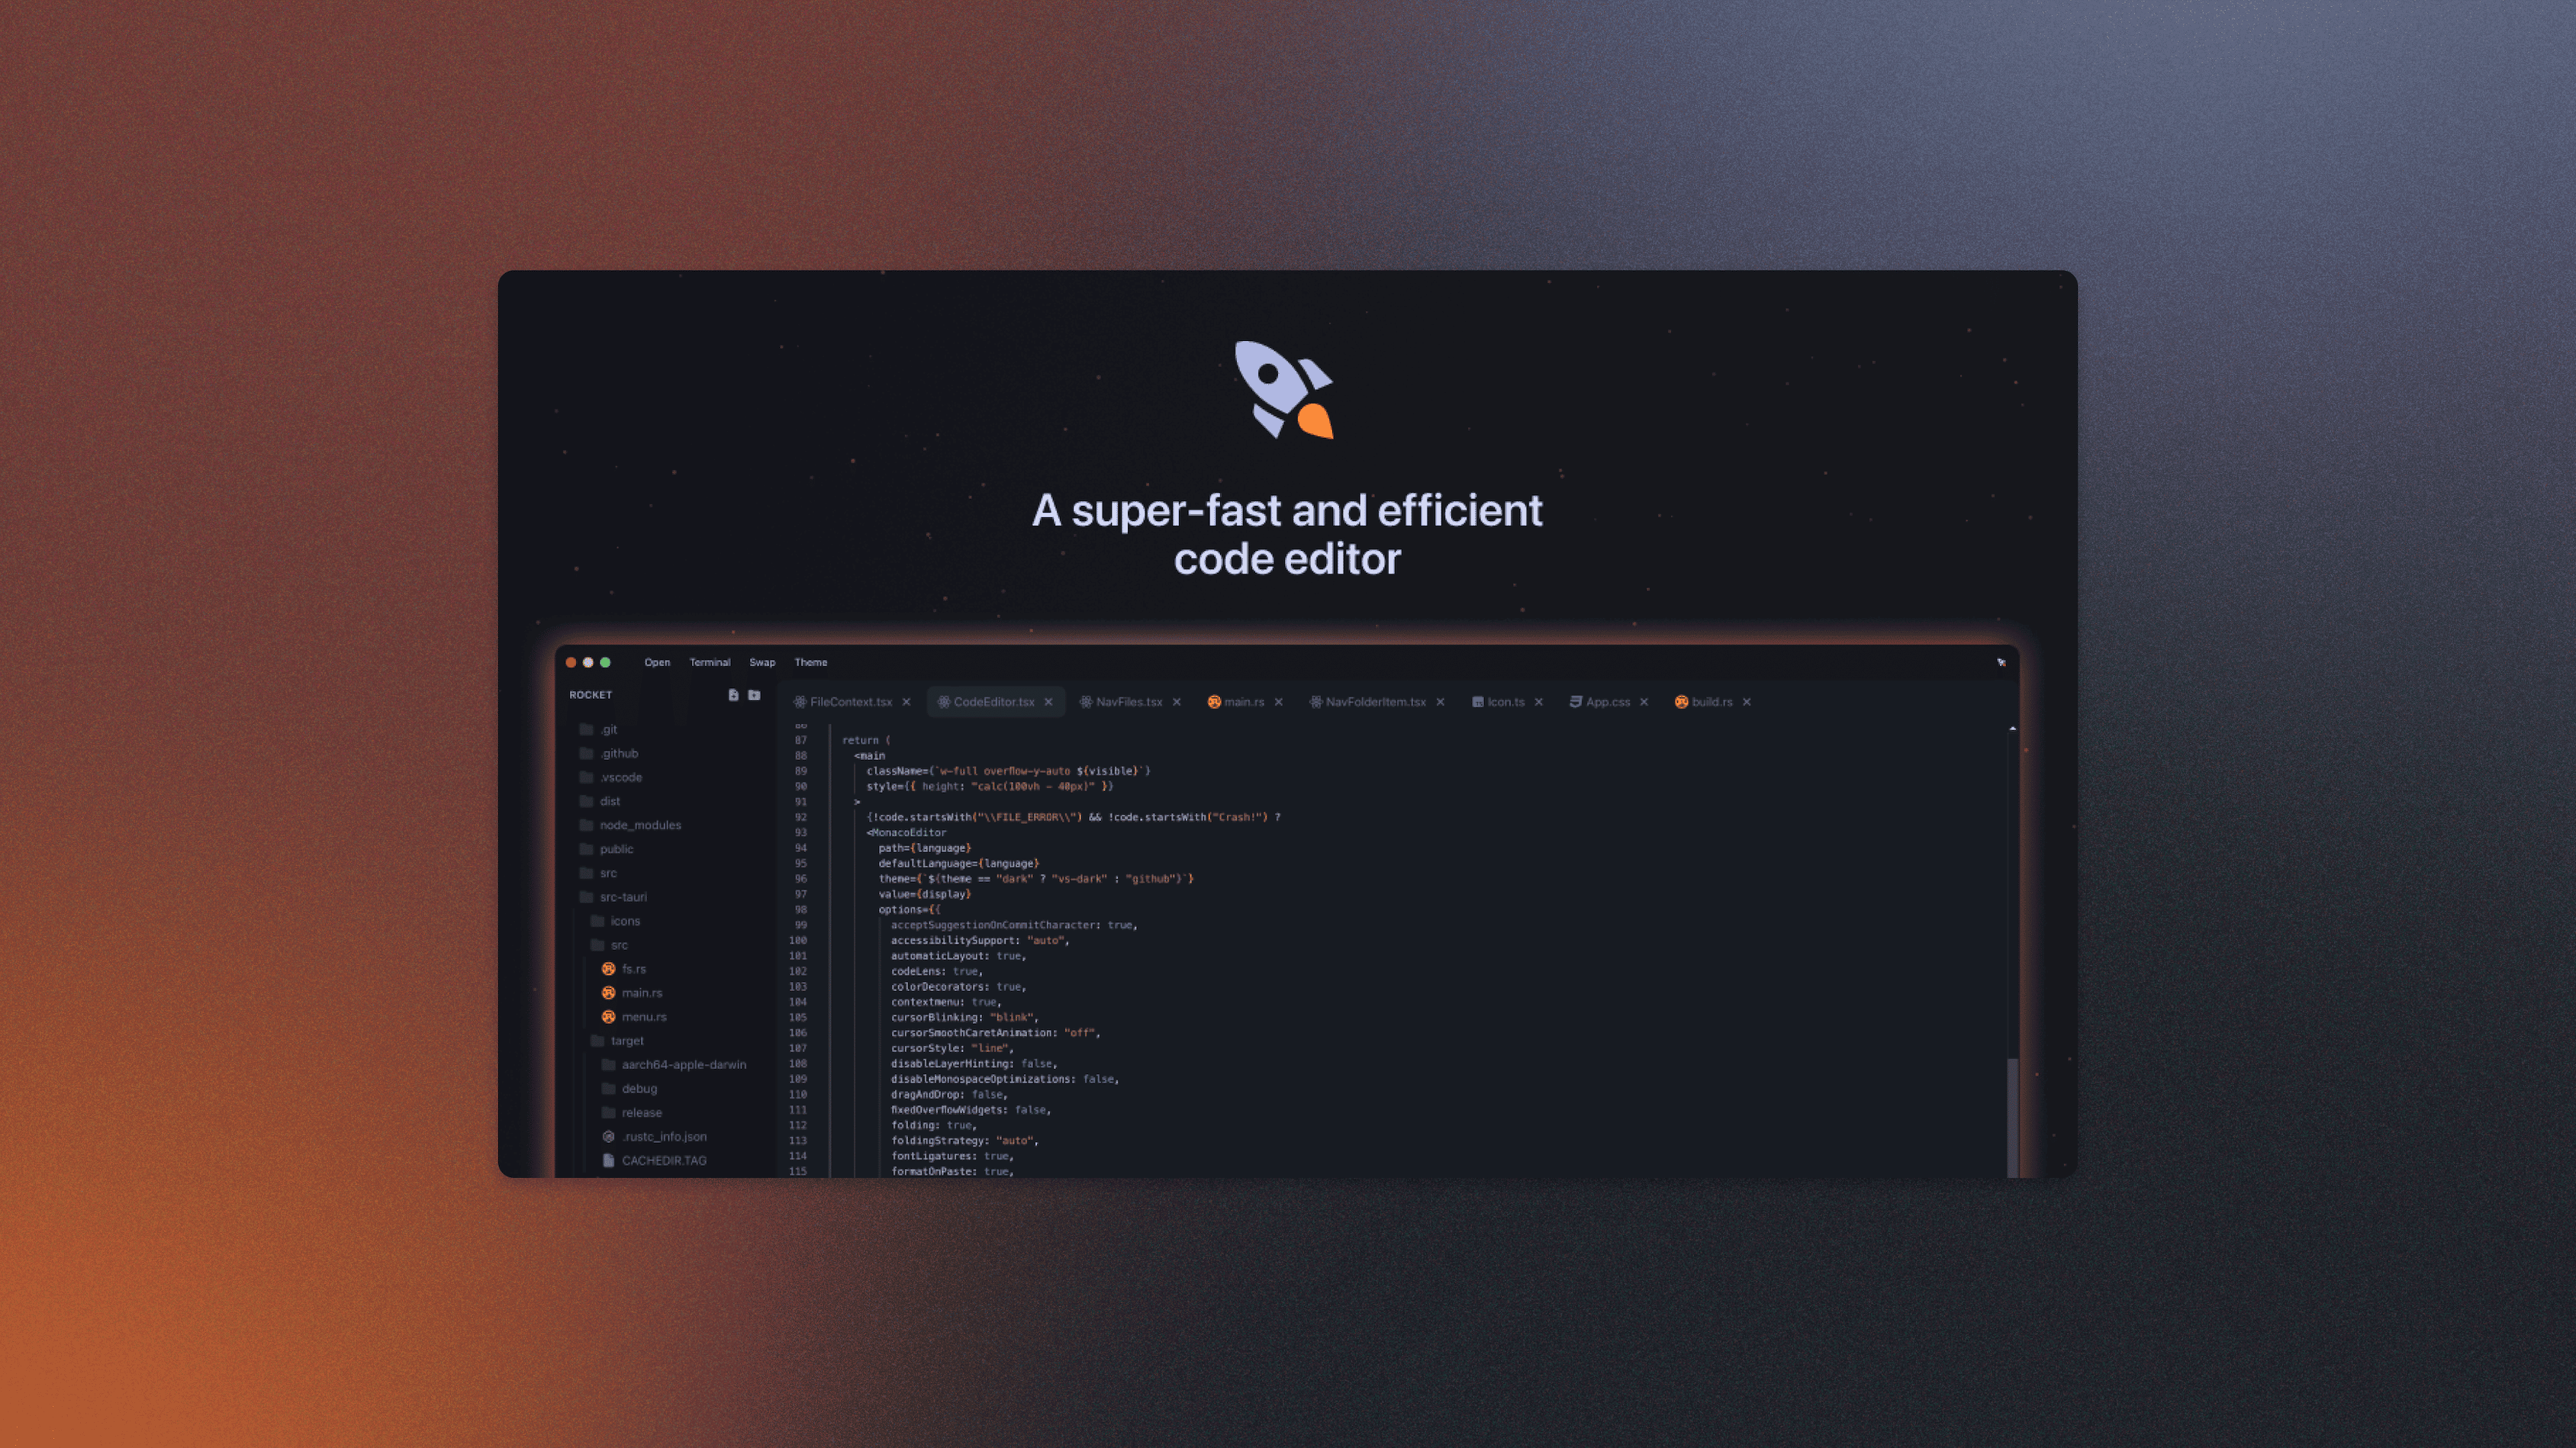 A super-fast and efficient
code editor
Open Terminal Swap Theme
ROCKET
.git
.github
.vscode
dist
node_modules
public
src
src-tauri
icons
src
fs.rs
main.rs
menu.rs
target
aarch64-apple-darwin
debug
release
.rustc_info.json
CACHEDIR.TAG
FileContext.tsx CodeEditor.tsx NavFiles.tsx main.rs NavFolderItem.tsx Icon.ts App.css build.rs
86
87 return (
88 <main
89 className={`w-full overflow-y-auto ${visible}`}
90 style={{ height: "calc(100vh - 40px)" }}
91 >
92 {!code.startsWith("\\FILE_ERROR\\") && !code.startsWith("Crash!") ?
93 <MonacoEditor
94 path={language}
95 defaultLanguage={language}
96 theme={`${theme == "dark" ? "vs-dark" : "github"}`}
97 value={display}
98 options={{
99 acceptSuggestionOnCommitCharacter: true,
100 accessibilitySupport: "auto",
101 automaticLayout: true,
102 codeLens: true,
103 colorDecorators: true,
104 contextmenu: true,
105 cursorBlinking: "blink",
106 cursorSmoothCaretAnimation: "off",
107 cursorStyle: "line",
108 disableLayerHinting: false,
109 disableMonospaceOptimizations: false,
110 dragAndDrop: false,
111 fixedOverflowWidgets: false,
112 folding: true,
113 foldingStrategy: "auto",
114 fontLigatures: true,
115 formatOnPaste: true,